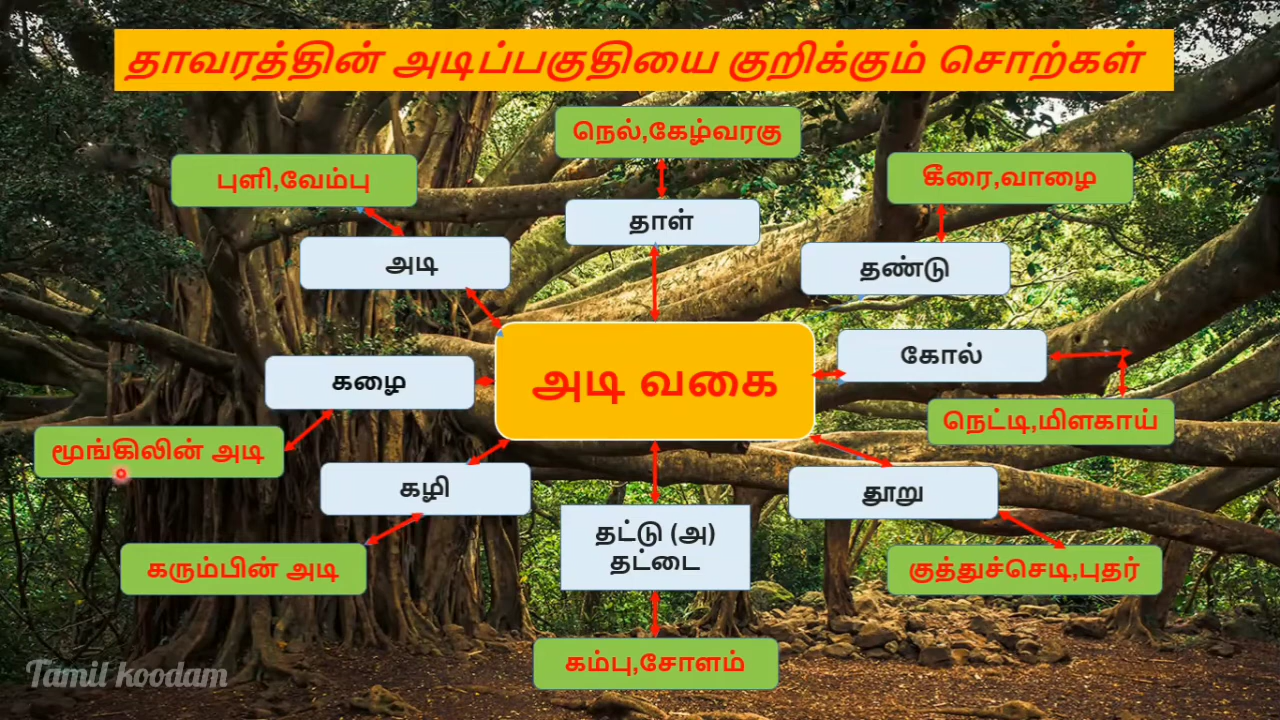 தாவரத்தின் அடிப்பகுதியை குறிக்கும் சொற்கள்
நெல்,கேழ்வரகு
புளி,வேம்பு
கீரை,வாழை
தாள்
அடி
தண்டு
கோல்
கழை
அடி வகை
நெட்டி,மிளகாய்
மூங்கிலின் அடி
கழி
தூறு
தட்டு (அ)
தட்டை
கரும்பின் அடி
குத்துச்செடி,புதர்
கம்பு,சோளம்
Tamil koodam